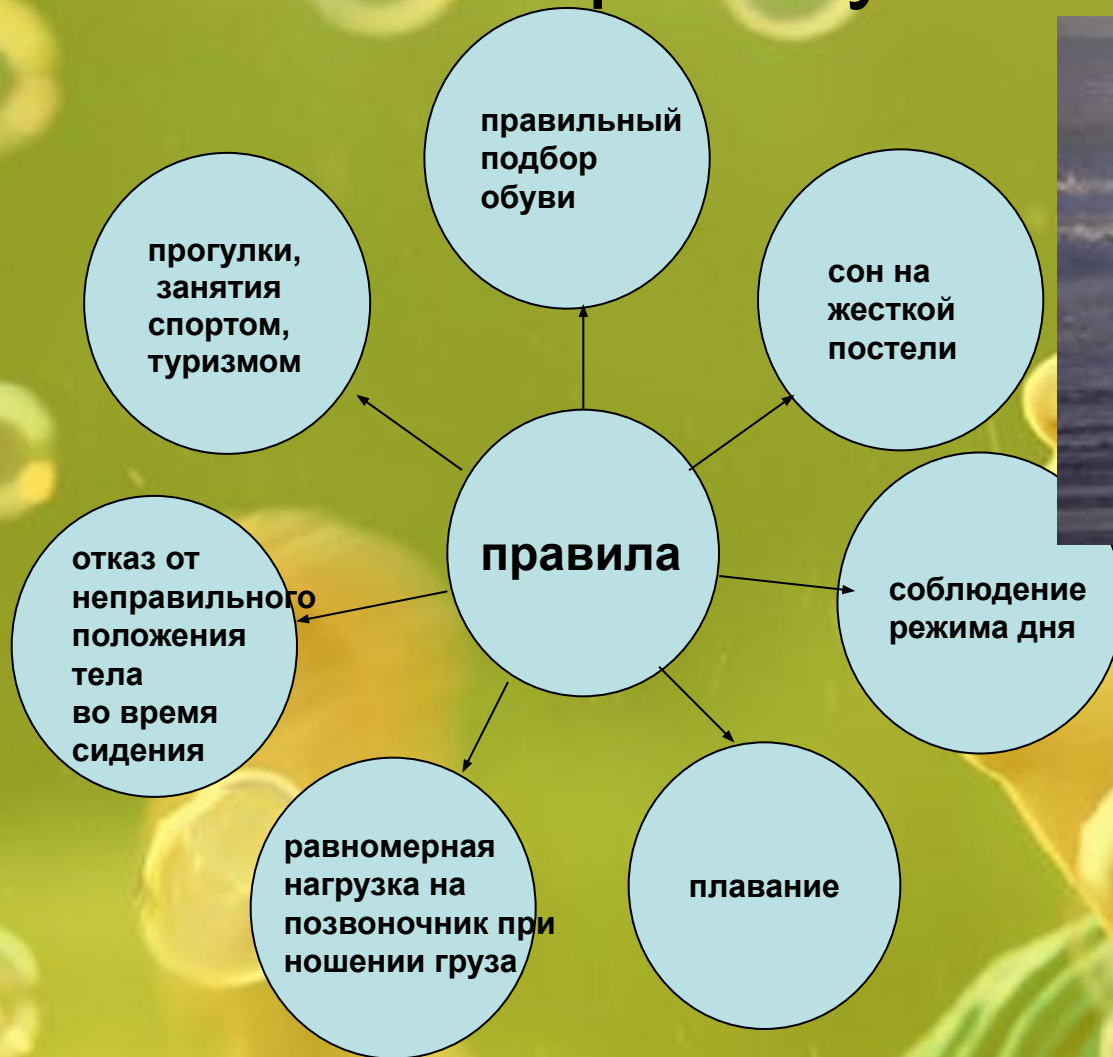 правильный
подбор
обуви
прогулки,
занятия
спортом,
туризмом
сон на
жесткой
постели
правила
отказ от
неправильного
положения
тела
во время
сидения
соблюдение
режима дня
равномерная
нагрузка на
позвоночник при
ношении груза
плавание